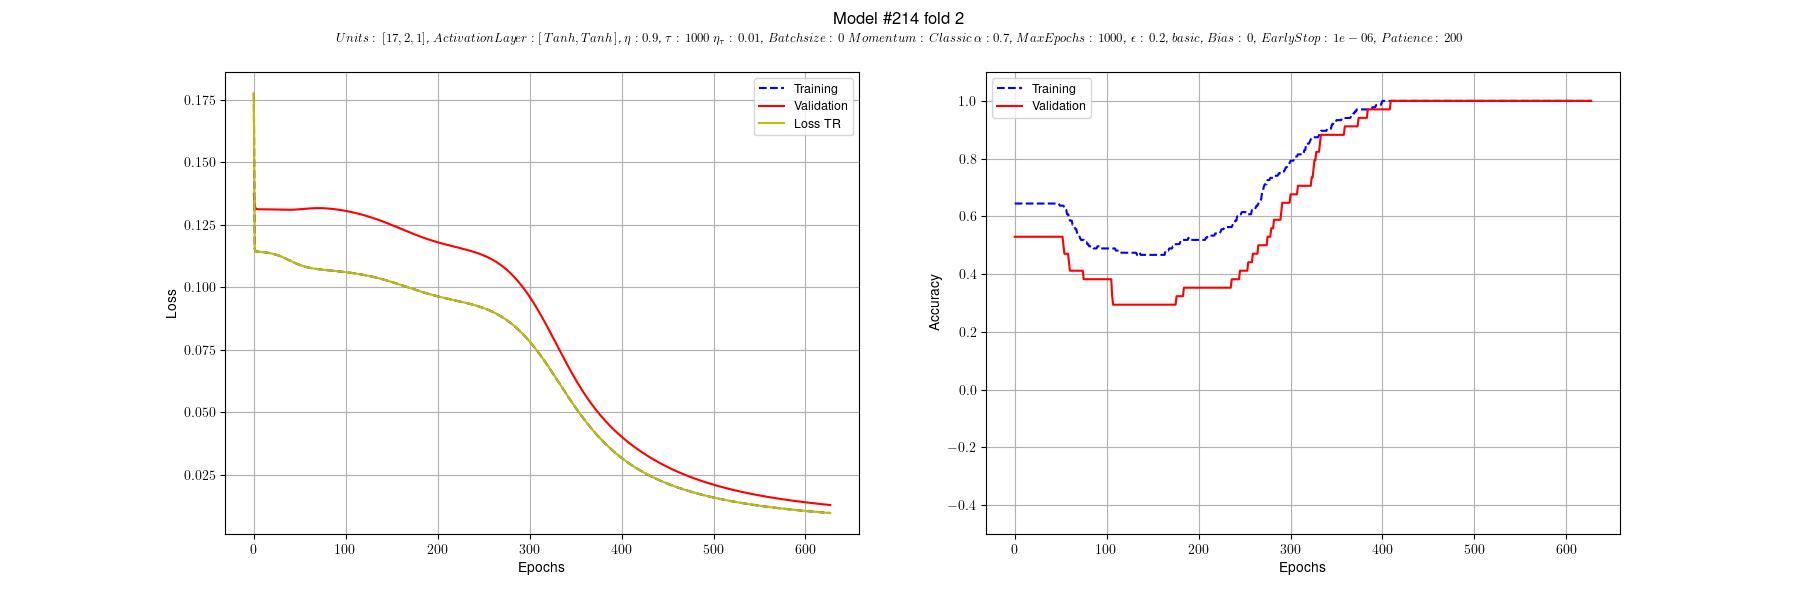 Model #214 fold 2
Units : [17, 2, 1], ActivationLayer : [Tanh, Tanh], η : 0.9, τ : 1000 ητ : 0.01, Batchsize : 0 Momentum : Classic α : 0.7, MaxEpochs : 1000, ϵ : 0.2, basic, Bias : 0, EarlyStop : 1e − 06, Patience : 200
Training
Validation
Loss TR
0.175
0.150
0.125
0.100
0.075
0.050
0.025
Loss
0
100
200
300
400
500
600
Epochs
Training
Validation
1.0
0.8
0.6
0.4
0.2
0.0
−0.2
−0.4
Accuracy
0
100
200
300
400
500
600
Epochs